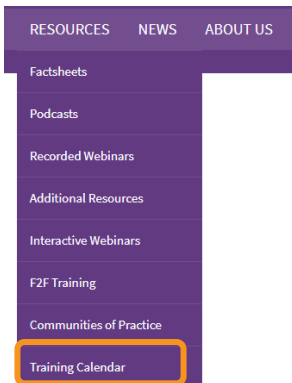 RESOURCES NEWS ABOUT US
Factsheets
Podcasts
Recorded Webinars
Additional Resources
Interactive Webinars
F2F Training
Communities of Practice
Training Calendar